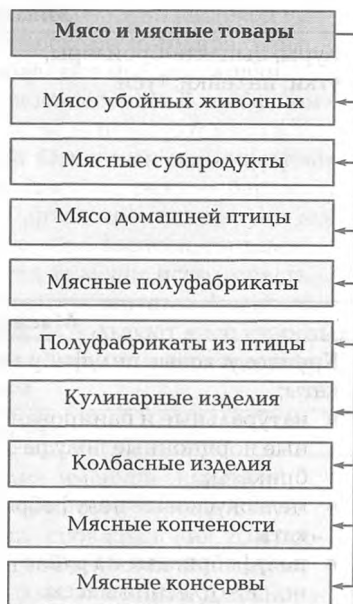 Мясо и мясные товары
Мясо убойных животных
Мясные субпродукты
Мясо домашней птицы
Мясные полуфабрикаты
Полуфабрикаты из птицы
Кулинарные изделия
Колбасные изделия
Мясные копчености
Мясные консервы